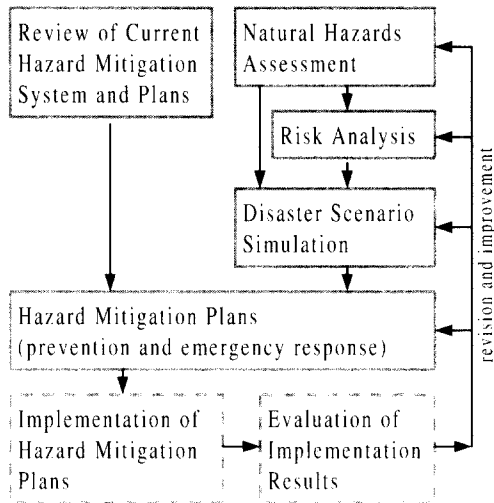 Review of Current
Hazard Mitigation
System and Plans
Natural Hazards
Assessment
Risk Analysis
Disaster Scenario
Simulation
Hazard Mitigation Plans
(prevention and emergency response)
Implementation of
Hazard Mitigation
Plans
Evaluation of
Implementation
Results
revision and improvement